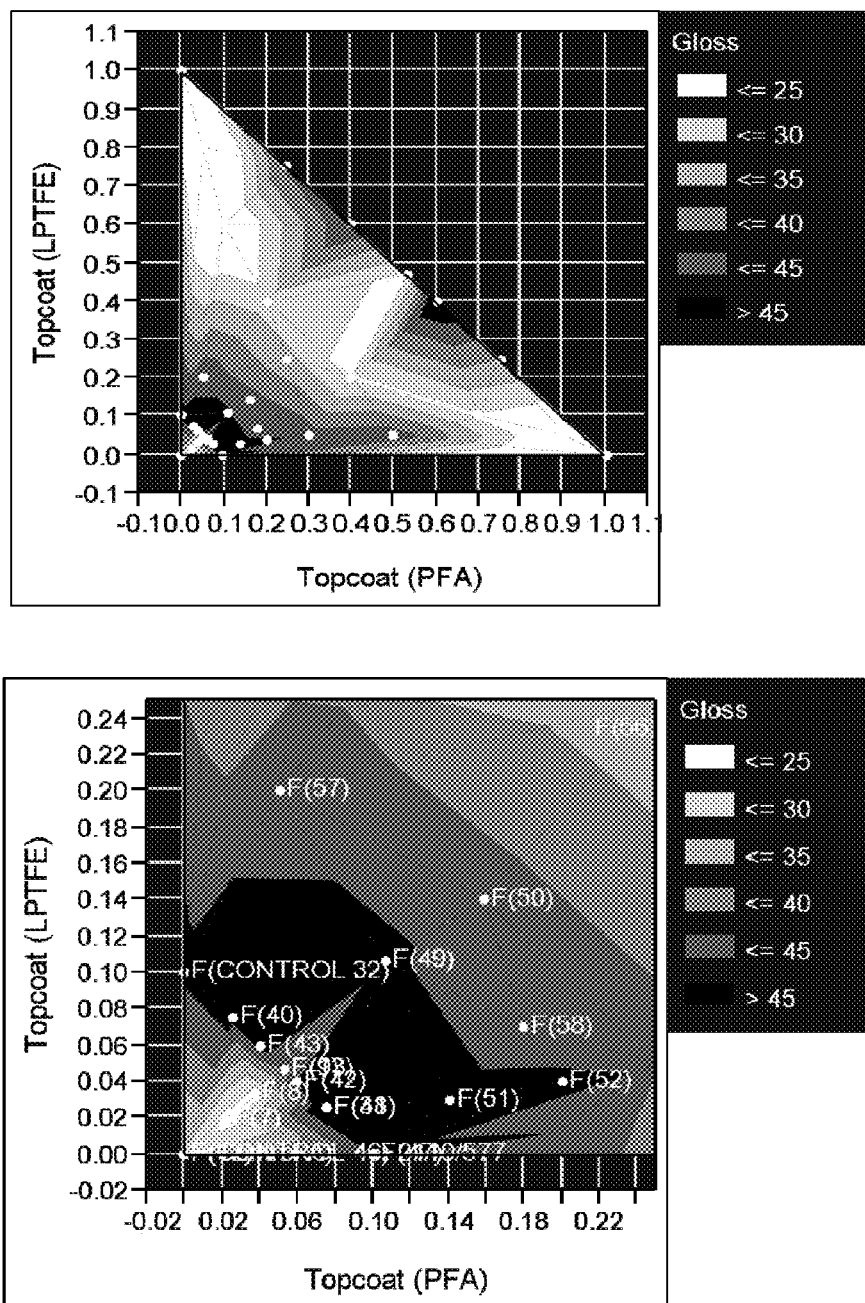 Gloss
<= 25
<= 30
<= 35
<= 40
<= 45
> 45
1.1
1.0
0.9
0.8
0.7
0.6
0.5
0.4
0.3
0.2
0.1
0.0
-0.1
Topcoat (LPTFE)
-0.1 0.0 0.1 0.2 0.3 0.4 0.5 0.6 0.7 0.8 0.9 1.0 1.1
Topcoat (PFA)
Gloss
<= 25
<= 30
<= 35
<= 40
<= 45
> 45
0.24
0.22
0.20
0.18
0.16
0.14
0.12
0.10
0.08
0.06
0.04
0.02
0.00
-0.02
Topcoat (LPTFE)
F(57)
F(50)
F(49)
F(CONTROL 32)
F(40)
F(58)
F(43)
F(42)
F(52)
F(51)
-0.02 0.02 0.06 0.10 0.14 0.18 0.22
Topcoat (PFA)